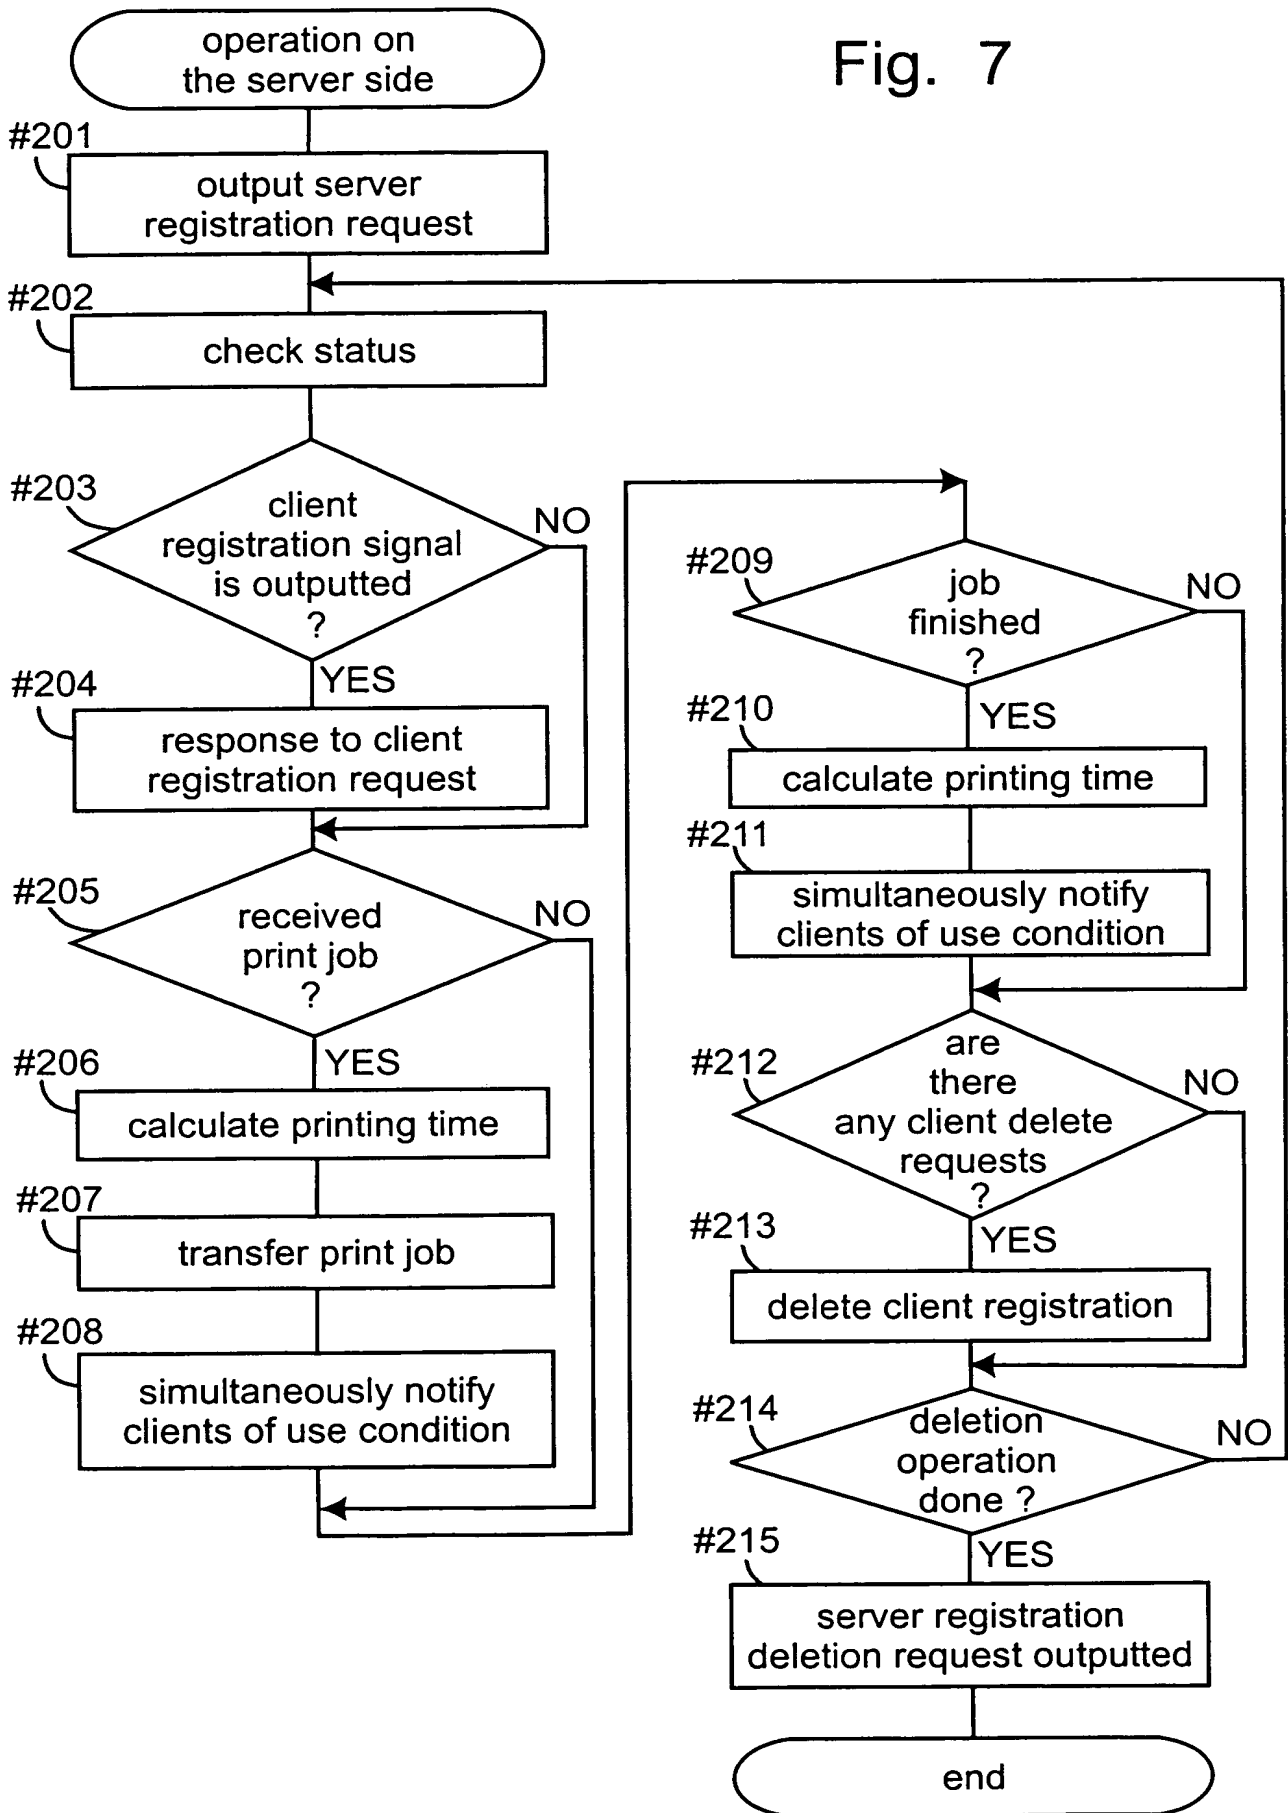 Fig. 7
operation on
the server side
#201
output server
registration request
#202
check status
#203
client
registration signal
is outputted
?
NO
YES
#204
response to client
registration request
#205
received
print job
?
NO
YES
#206
calculate printing time
#207
transfer print job
#208
simultaneously notify
clients of use condition
#209
job
finished
?
NO
YES
#210
calculate printing time
#211
simultaneously notify
clients of use condition
#212
are
there
any client delete
requests
?
NO
YES
#213
delete client registration
#214
deletion
operation
done ?
NO
YES
#215
server registration
deletion request outputted
end